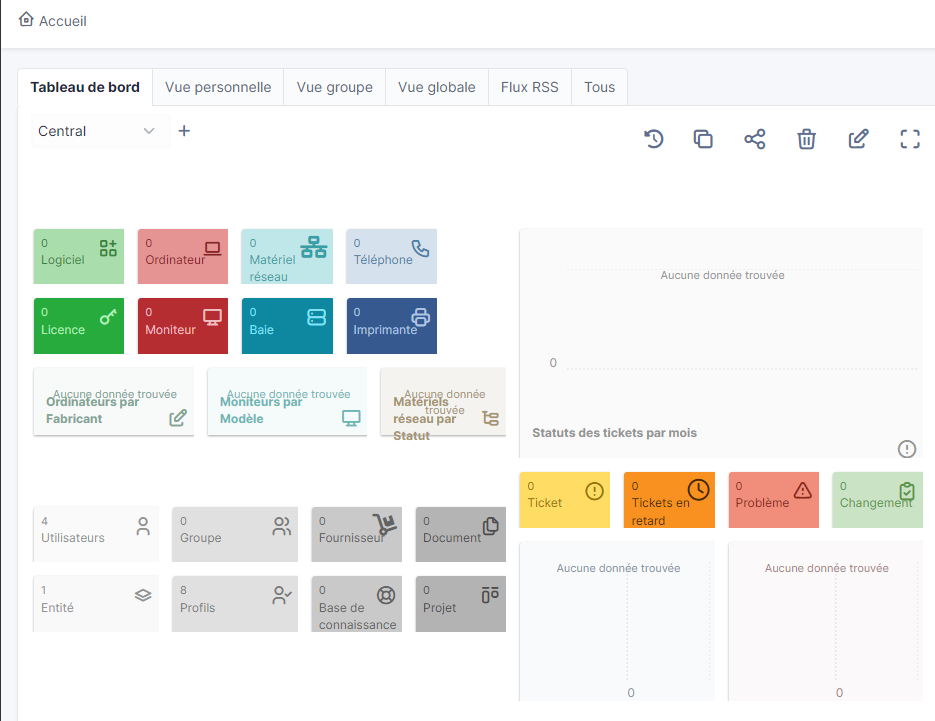 Accueil
Tableau de bord
Vue personnelle
Vue groupe
Vue globale
Flux RSS
Tous
Central
+
0
Logiciel
0
Ordinateur
0
Matériel
réseau
0
Téléphone
0
Licence
0
Moniteur
0
Baie
0
Imprimante
Aucune donnée trouvée
Ordinateurs par
Fabricant
Aucune donnée trouvée
Moniteurs par
Modèle
Aucune donnée
trouvée
Matériels
réseau par
Statut
Aucune donnée trouvée
0
Statuts des tickets par mois
0
Ticket
0
Tickets en
retard
0
Problème
0
Changement
4
Utilisateurs
0
Groupe
0
Fournisseur
0
Document
1
Entité
8
Profils
0
Base de
connaissance
0
Projet
Aucune donnée trouvée
0
Aucune donnée trouvée
0